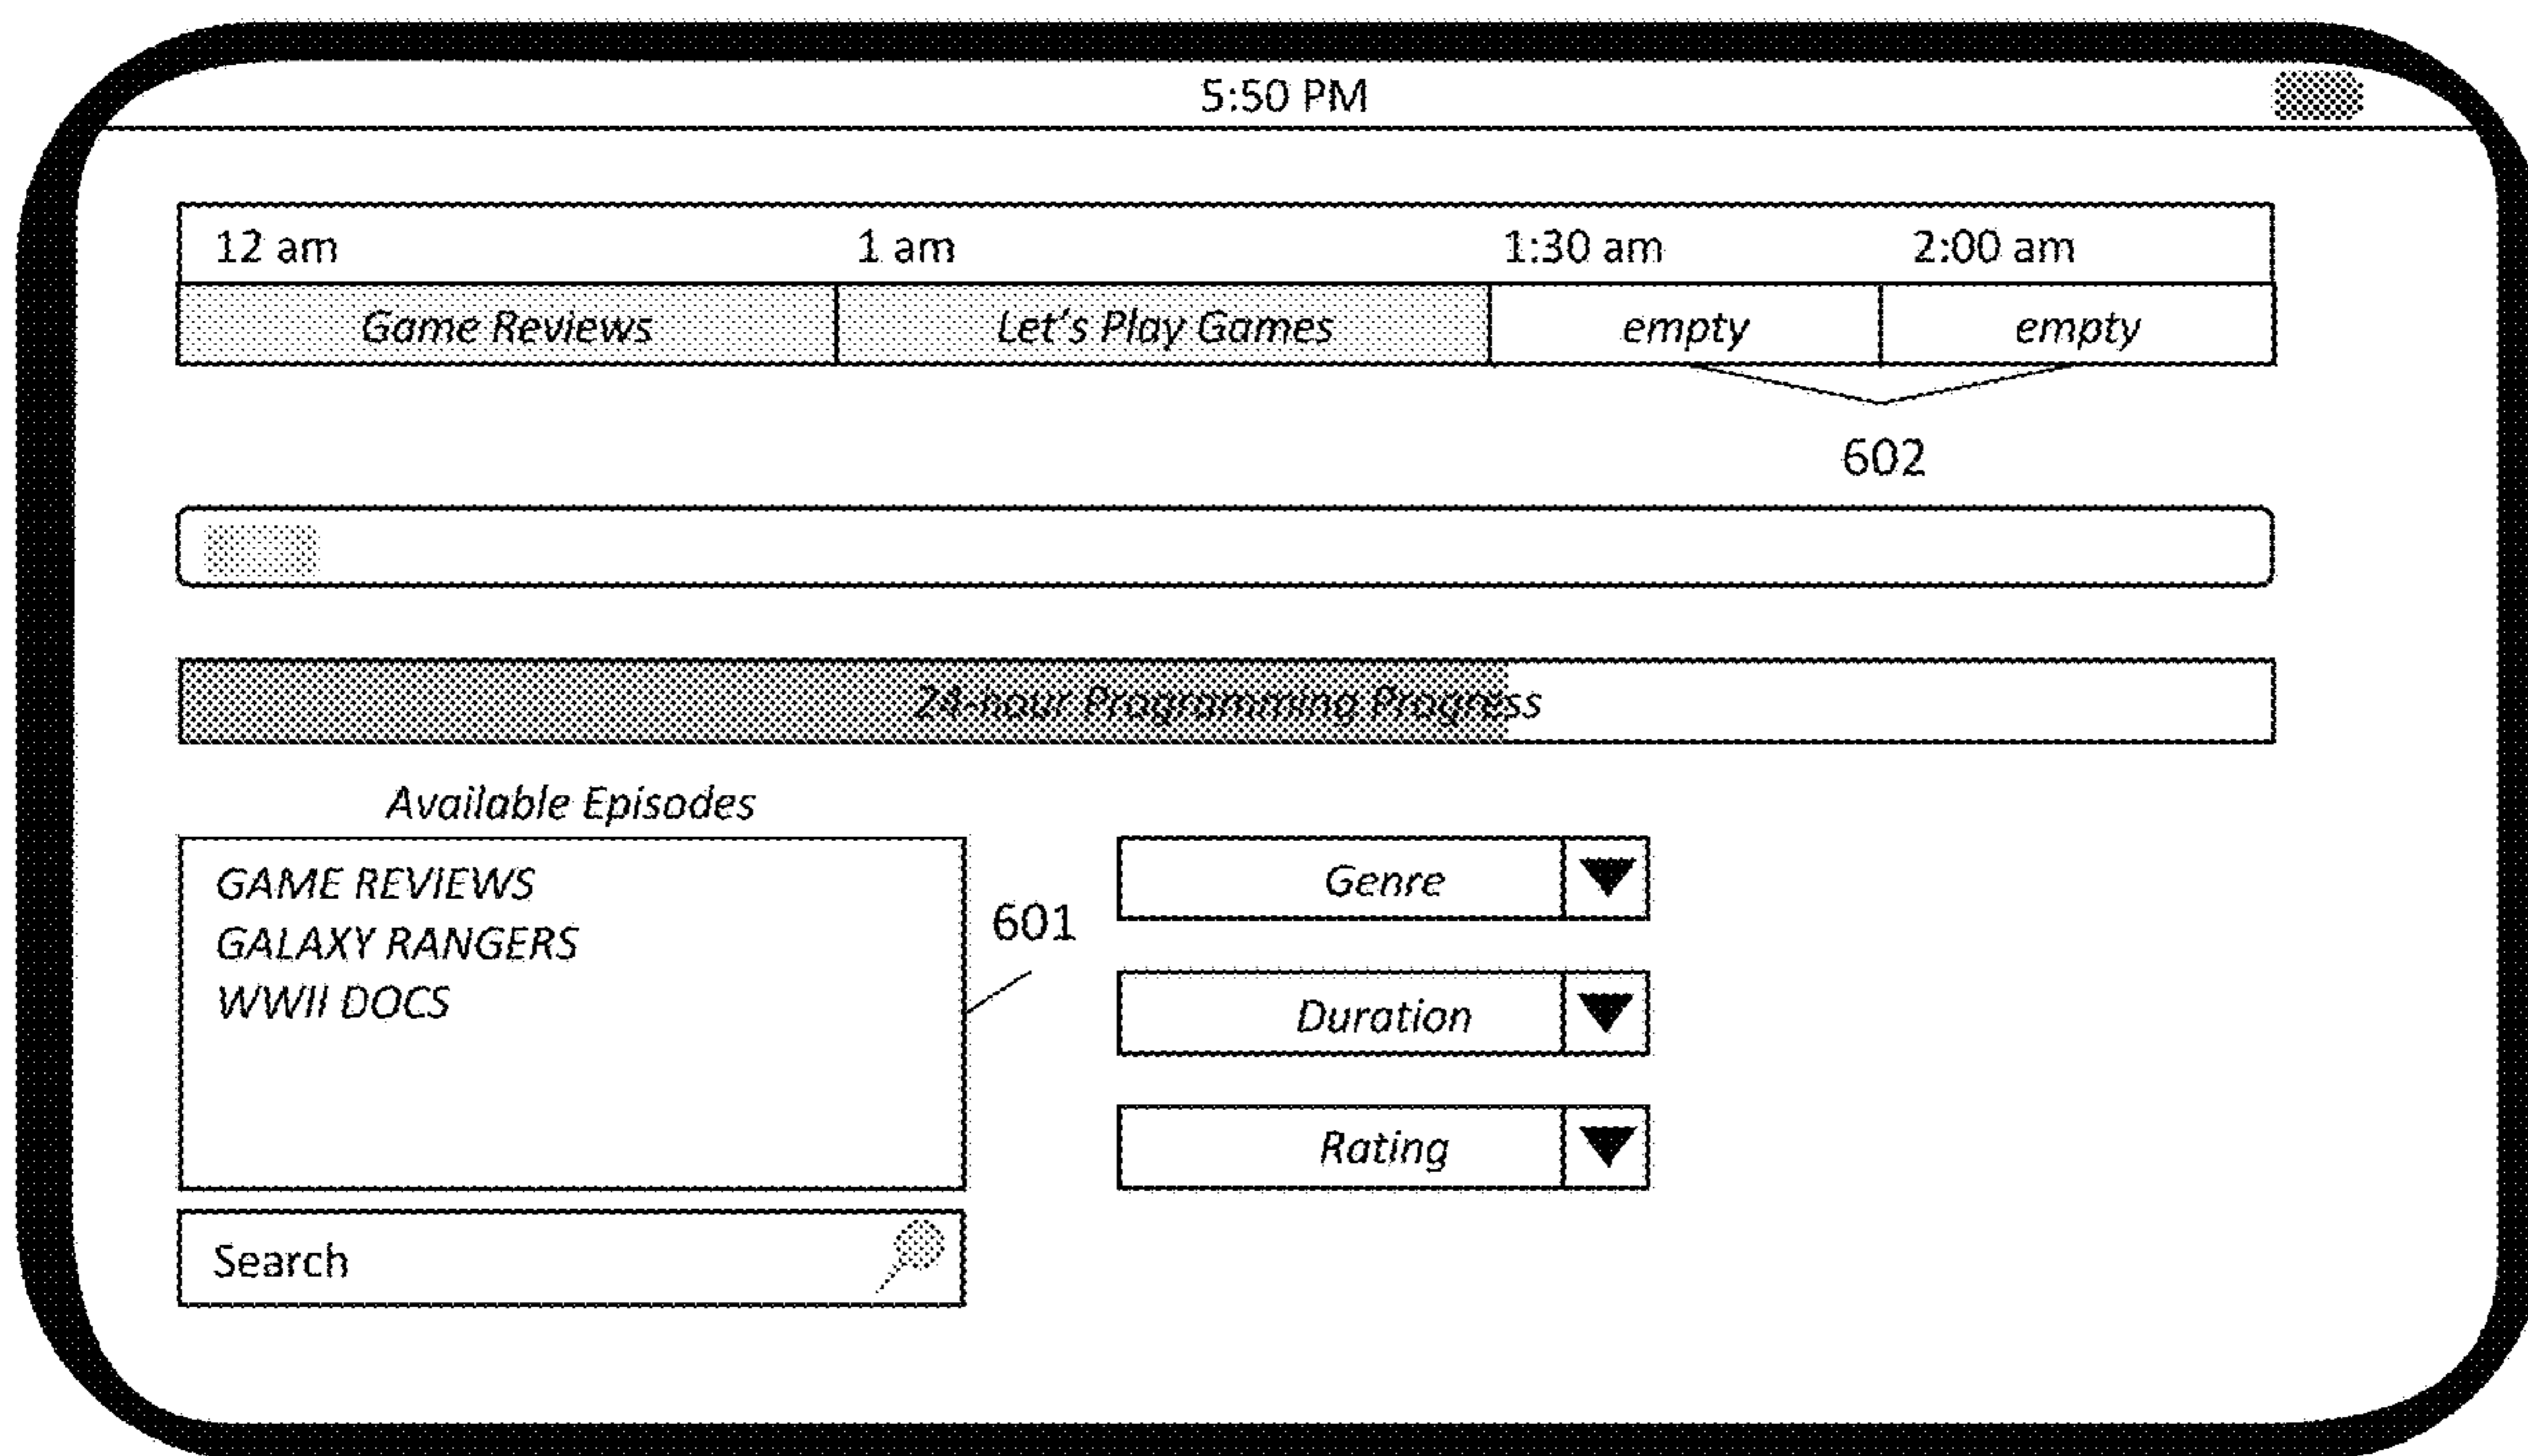 5:50 PM
12 am 1 am 1:30 am 2:00 am
Game Reviews Let's Play Games empty empty
602
24-hour Programming Progress
Available Episodes
GAME REVIEWS
GALAXY RANGERS
WWII DOCS
601
Genre
Duration
Rating
Search